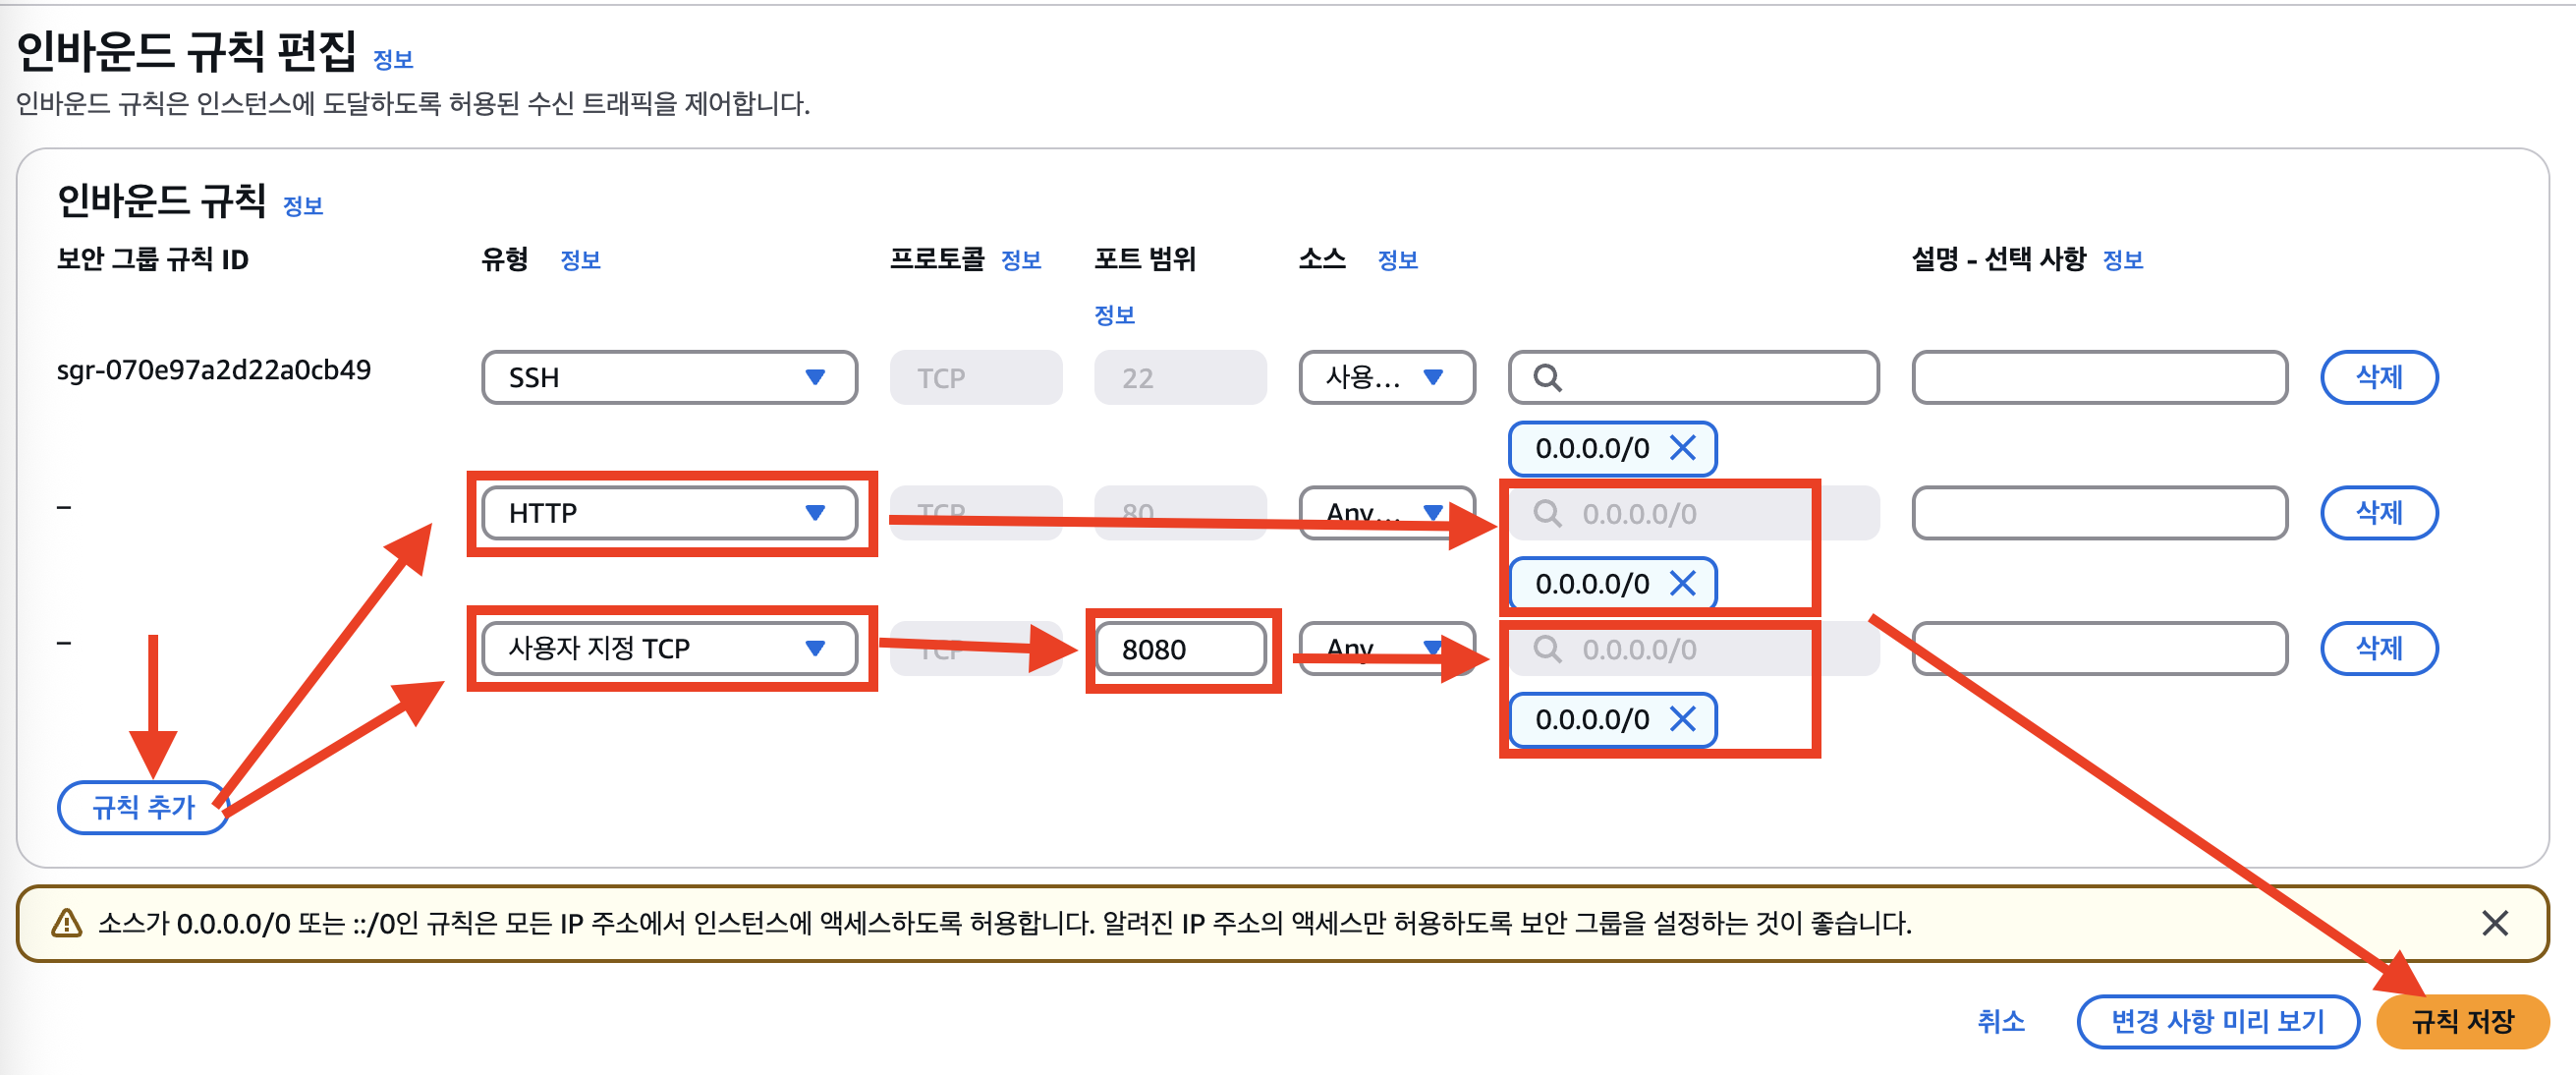 인바운드 규칙 편집 정보
인바운드 규칙은 인스턴스에 도달하도록 허용된 수신 트래픽을 제어합니다.
인바운드 규칙 정보
보안 그룹 규칙 ID 유형 정보 프로토콜 정보 포트 범위 소스 정보 설명 - 선택 사항 정보
정보
sgr-070e97a2d22a0cb49 SSH TCP 22 사용... 삭제
0.0.0.0/0
– HTTP TCP 80 Any... 0.0.0.0/0 삭제
0.0.0.0/0
– 사용자 지정 TCP TCP 8080 Any... 0.0.0.0/0 삭제
0.0.0.0/0
규칙 추가
소스가 0.0.0.0/0 또는 ::/0인 규칙은 모든 IP 주소에서 인스턴스에 액세스하도록 허용합니다. 알려진 IP 주소의 액세스만 허용하도록 보안 그룹을 설정하는 것이 좋습니다.
취소 변경 사항 미리 보기 규칙 저장